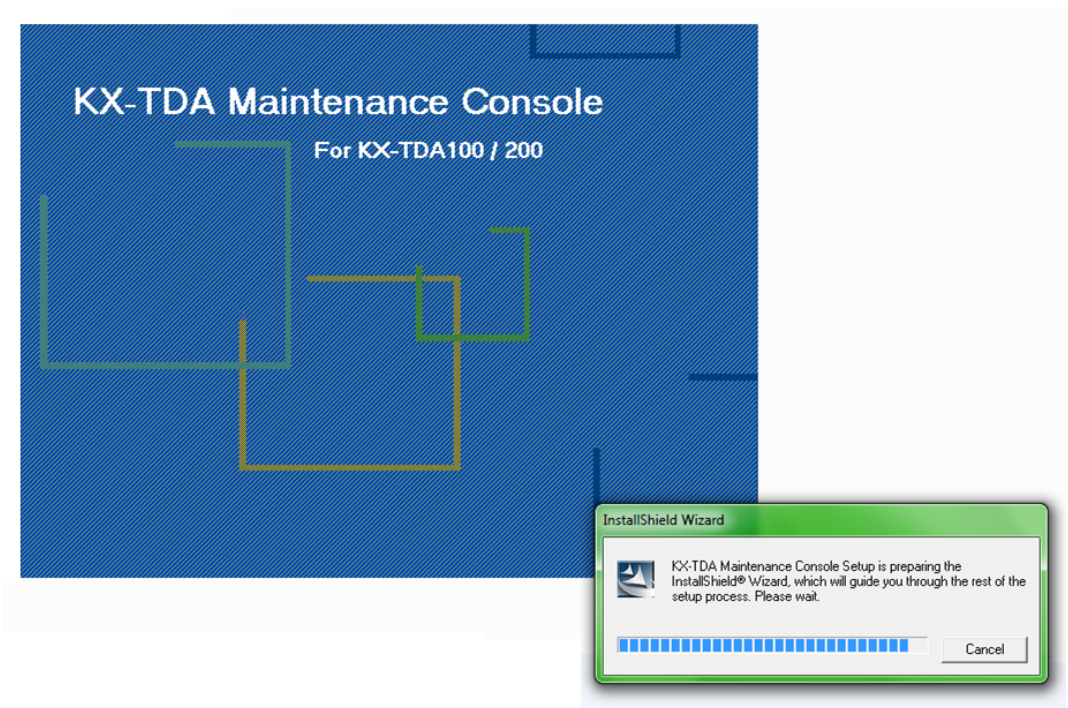 KX-TDA Maintenance Console
For KX-TDA100 / 200
InstallShield Wizard
KX-TDA Maintenance Console Setup is preparing the
InstallShield® Wizard, which will guide you through the rest of the
setup process. Please wait.
Cancel